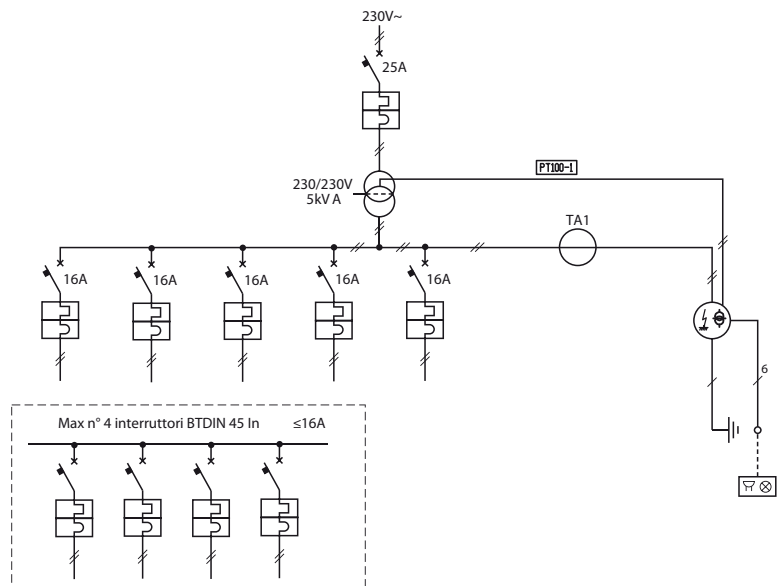 230V~
25A
PT100-1
230/230V
5kV A
TA1
16A
16A
16A
16A
16A
6
Max n° 4 interruttori BTDIN 45 In ≤16A